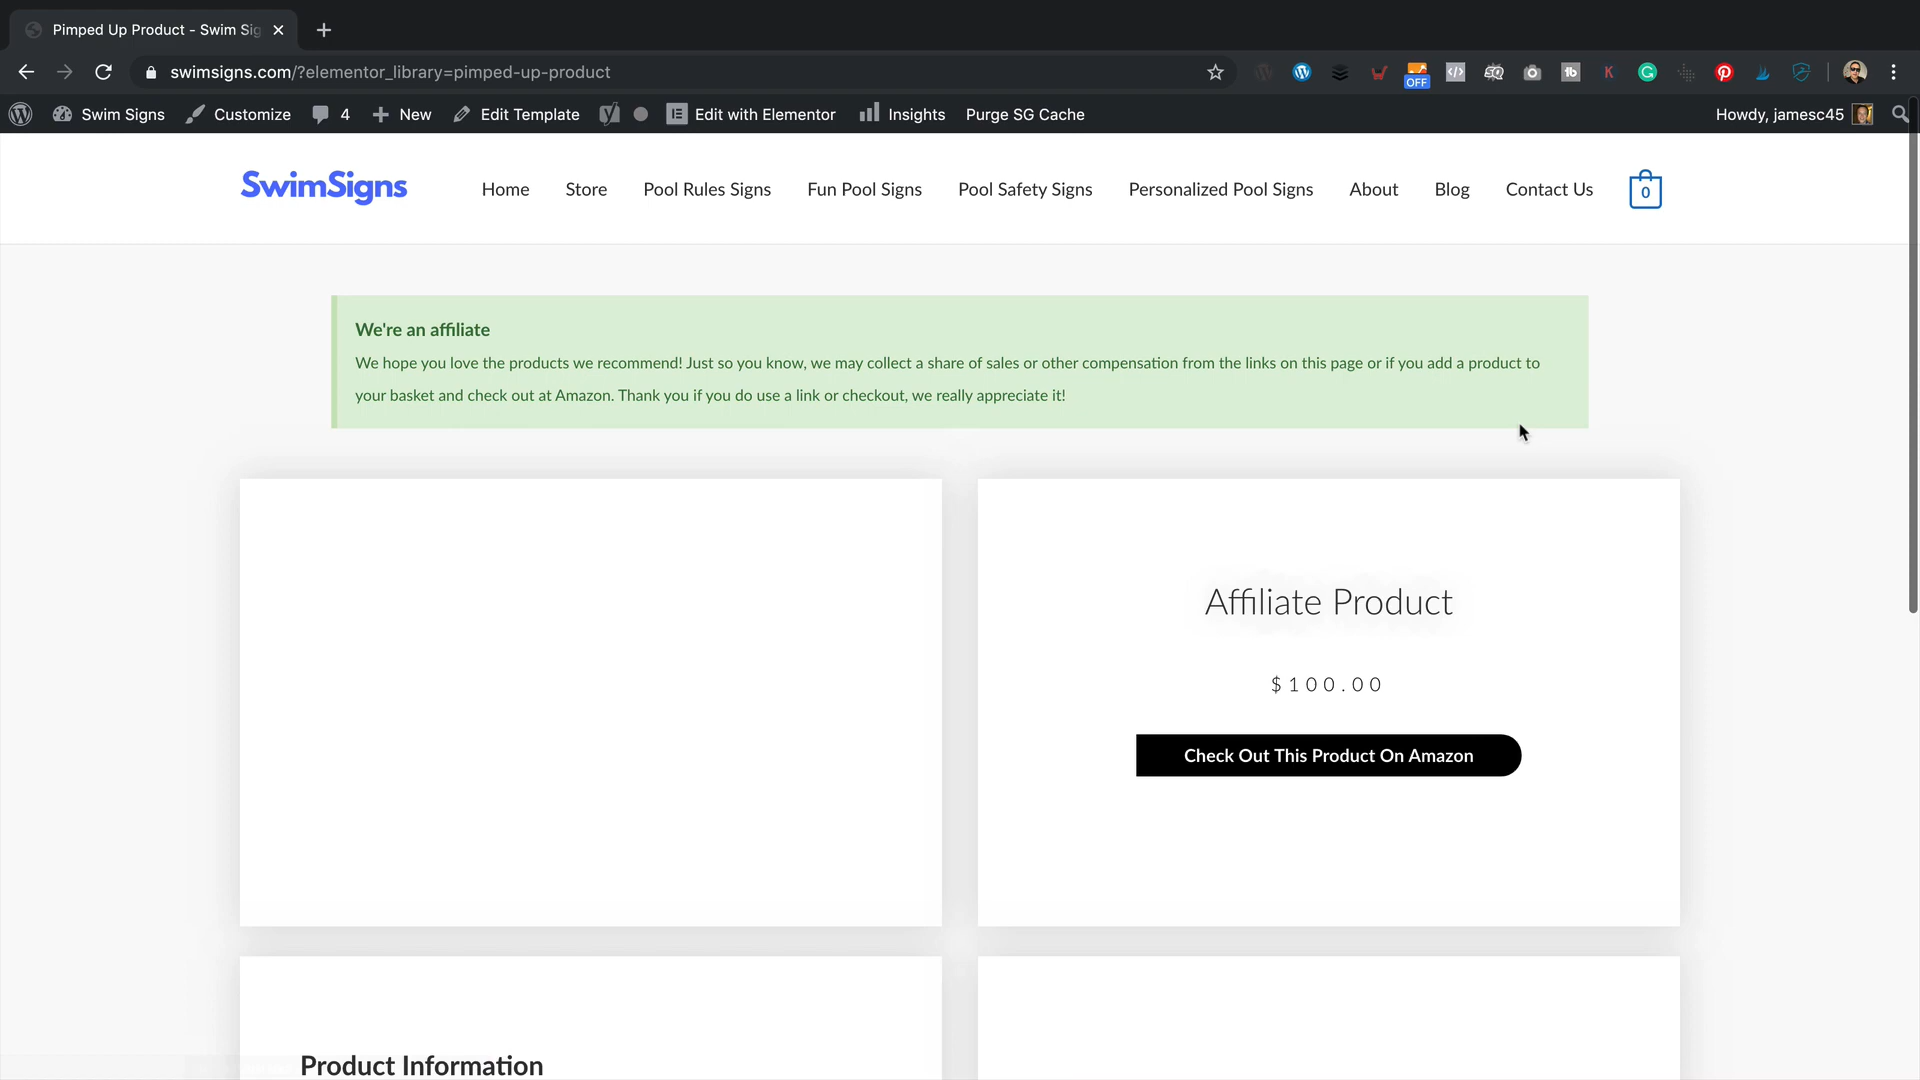 Pimped Up Product - Swim Sig
swimsigns.com/?elementor_library=pimped-up-product
OFF
Swim Signs Customize 4 New Edit Template Edit with Elementor Insights Purge SG Cache Howdy, jamesc45
SwimSigns Home Store Pool Rules Signs Fun Pool Signs Pool Safety Signs Personalized Pool Signs About Blog Contact Us 0
We're an affiliate
We hope you love the products we recommend! Just so you know, we may collect a share of sales or other compensation from the links on this page or if you add a product to
your basket and check out at Amazon. Thank you if you do use a link or checkout, we really appreciate it!
Affiliate Product
$100.00
Check Out This Product On Amazon
Product Information